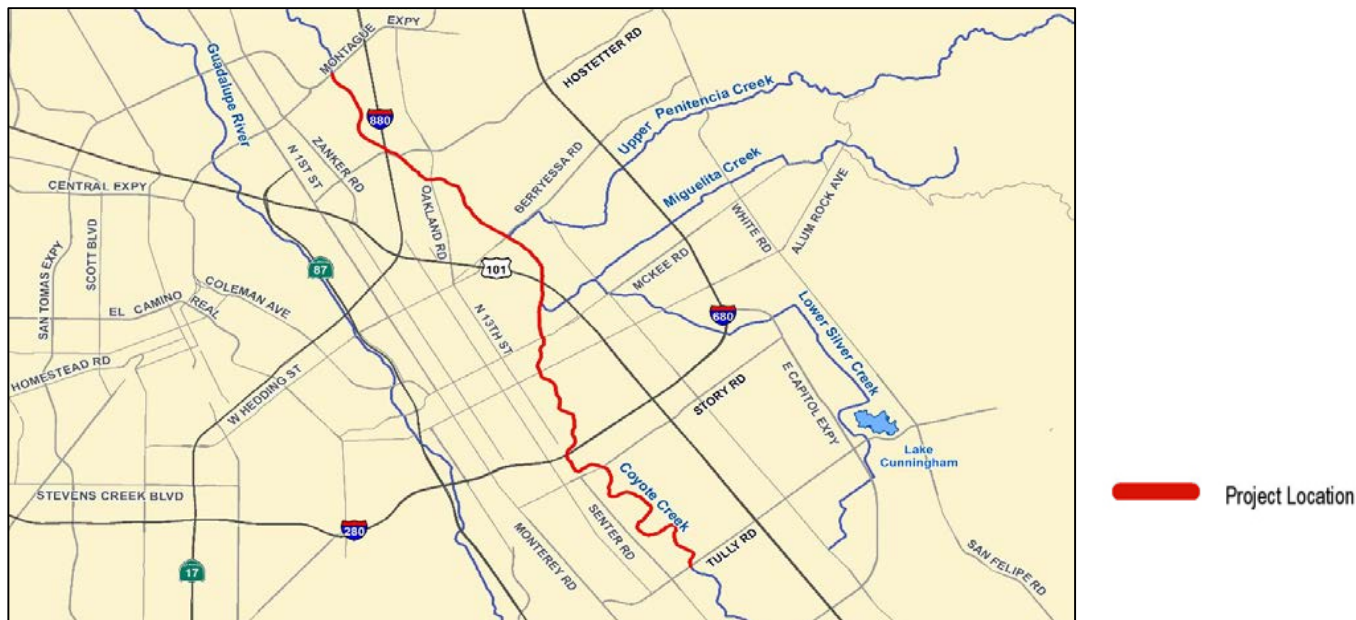 MONTAGUE EXPY
Guadalupe River
880
HOSTETTER RD
Upper Penitencia Creek
ZANKER RD
N 1ST ST
Miguelita Creek
CENTRAL EXPY
SCOTT BLVD
SAN TOMAS EXPY
OAKLAND RD
BERRYESSA RD
WHITE RD
ALUM ROCK AVE
87
101
MCKEE RD
COLEMAN AVE
EL CAMINO REAL
680
Lower Silver Creek
N 13TH ST
HOMESTEAD RD
W HEDDING ST
STORY RD
E CAPITOL EXPY
Lake
Cunningham
Coyote Creek
STEVENS CREEK BLVD
SENTER RD
280
MONTEREY RD
TULLY RD
17
SAN FELIPE RD
Project Location